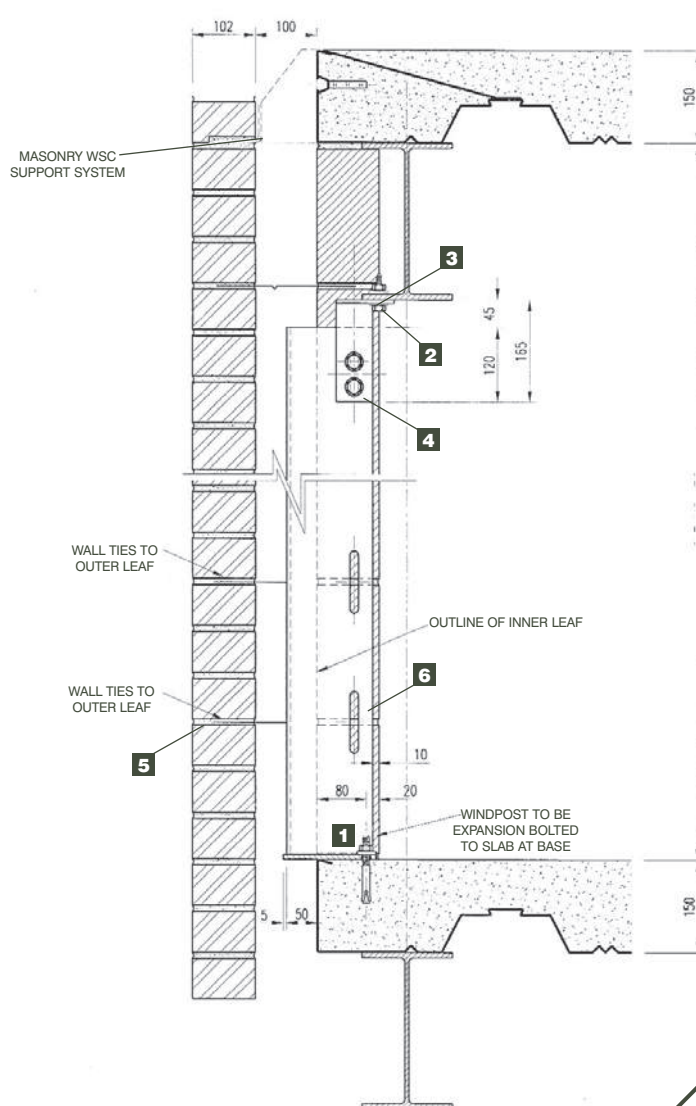 102
100
150
MASONRY WSC
SUPPORT SYSTEM
3
45
2
120
165
4
WALL TIES TO
OUTER LEAF
OUTLINE OF INNER LEAF
6
WALL TIES TO
OUTER LEAF
5
10
80
20
1
WINDPOST TO BE
EXPANSION BOLTED
TO SLAB AT BASE
5
50
150